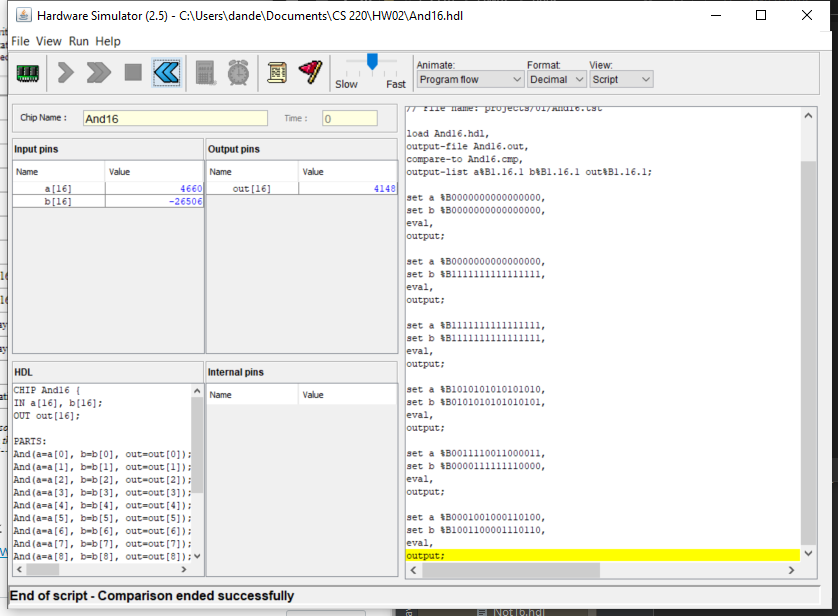 Hardware Simulator (2.5) - C:\Users\dande\Documents\CS 220\HW02\And16.hdl
File View Run Help
Slow Fast
Animate: Format: View:
Program flow Decimal Script
Chip Name : And16 Time : 0
Input pins
Name Value
a[16] 4660
b[16] -26506
Output pins
Name Value
out[16] 4148
HDL
CHIP And16 {
IN a[16], b[16];
OUT out[16];
PARTS:
And(a=a[0], b=b[0], out=out[0]);
And(a=a[1], b=b[1], out=out[1]);
And(a=a[2], b=b[2], out=out[2]);
And(a=a[3], b=b[3], out=out[3]);
And(a=a[4], b=b[4], out=out[4]);
And(a=a[5], b=b[5], out=out[5]);
And(a=a[6], b=b[6], out=out[6]);
And(a=a[7], b=b[7], out=out[7]);
And(a=a[8], b=b[8], out=out[8]);
Internal pins
Name Value
// File name: projects/01/And16.tst
load And16.hdl,
output-file And16.out,
compare-to And16.cmp,
output-list a%B1.16.1 b%B1.16.1 out%B1.16.1;
set a %B0000000000000000,
set b %B0000000000000000,
eval,
output;
set a %B0000000000000000,
set b %B1111111111111111,
eval,
output;
set a %B1111111111111111,
set b %B1111111111111111,
eval,
output;
set a %B1010101010101010,
set b %B0101010101010101,
eval,
output;
set a %B0011110011000011,
set b %B0000111111110000,
eval,
output;
set a %B0001001000110100,
set b %B1001100001110110,
eval,
output;
End of script - Comparison ended successfully
Not16.hdl